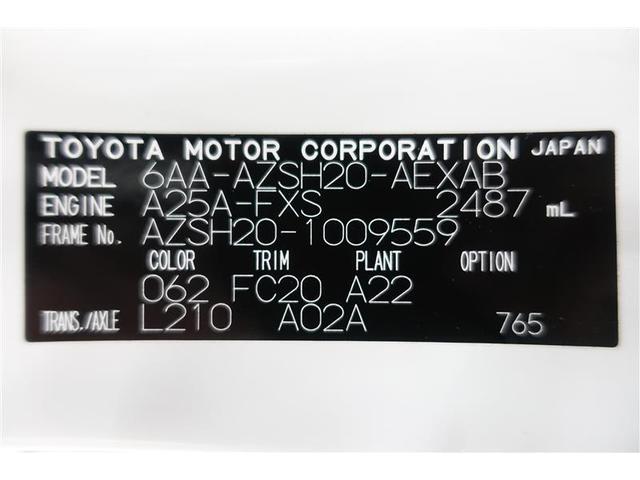 TOYOTA MOTOR CORPORATION JAPAN
MODEL 6AA-AZSH20-AEXAB
ENGINE A25A-FXS 2487 mL
FRAME No. AZSH20-1009559
COLOR TRIM PLANT OPTION
062 FC20 A22
TRANS./AXLE L210 A02A 765